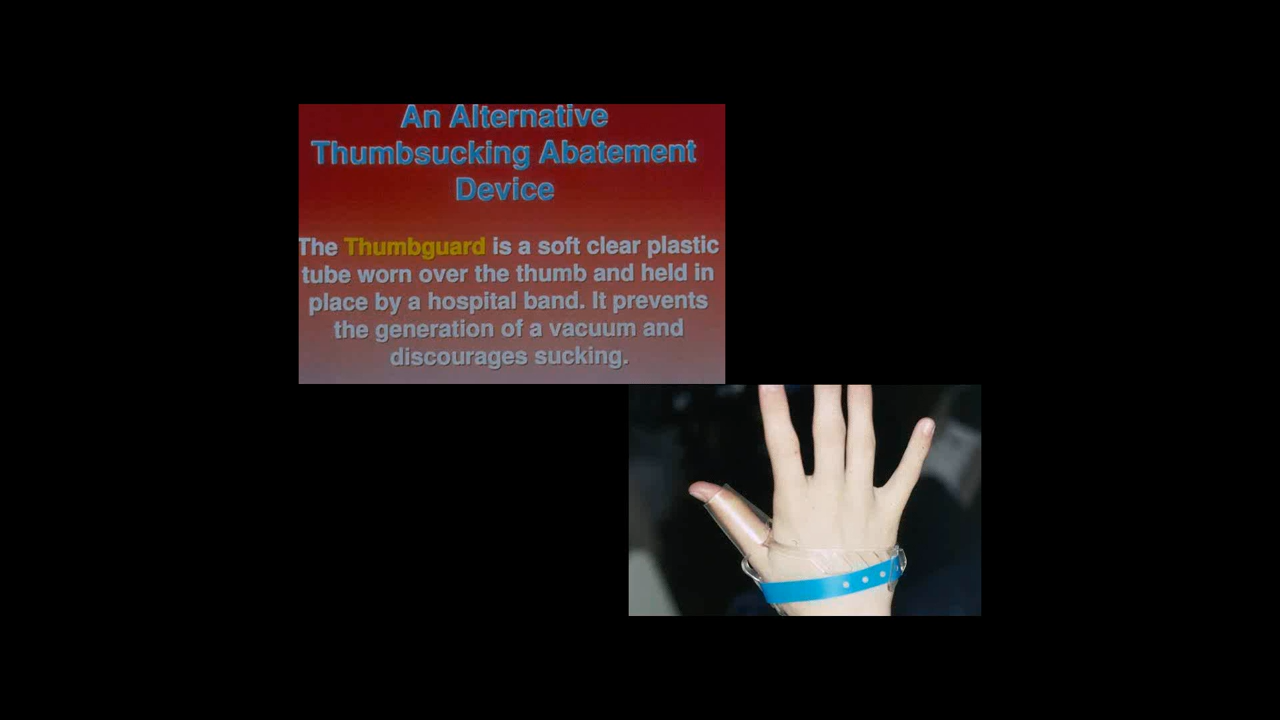 An Alternative
Thumbsucking Abatement
Device
The Thumbguard is a soft clear plastic
tube worn over the thumb and held in
place by a hospital band. It prevents
the generation of a vacuum and
discourages sucking.